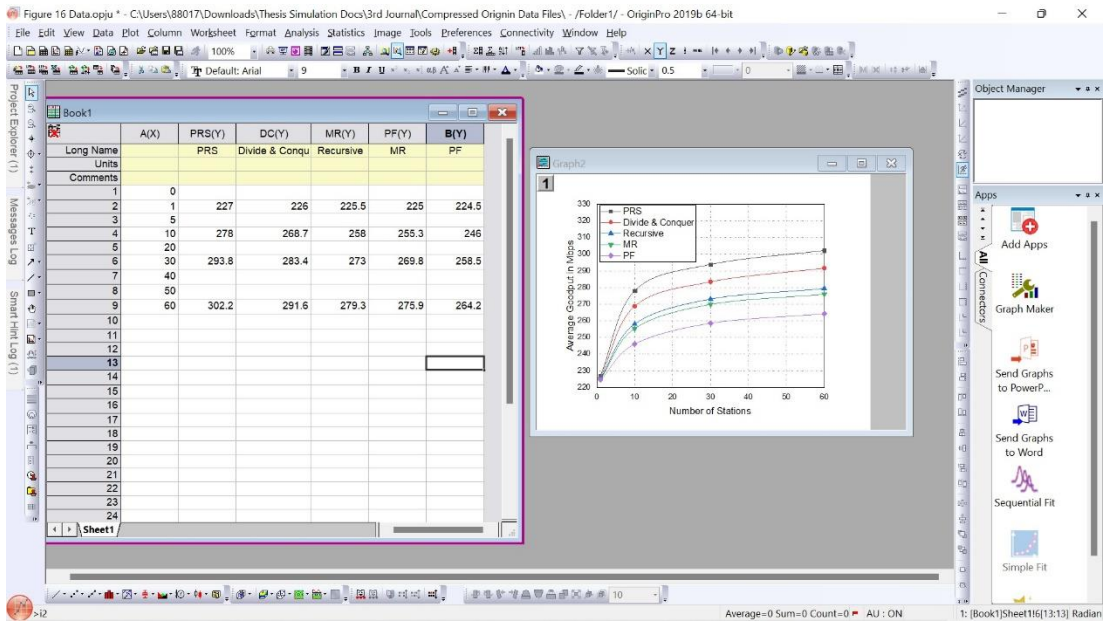 Figure 16 Data.opju * - C:\Users\88017\Downloads\Thesis Simulation Docs\3rd Journal\Compressed Orignin Data Files\ - /Folder1/ - OriginPro 2019b 64-bit
File Edit View Data Plot Column Worksheet Format Analysis Statistics Image Tools Preferences Connectivity Window Help
100%
X Y Z
Default: Arial 9 B I U Solic 0.5 0
Project Explorer (1)
Messages Log
Smart Hint Log (1)
Book1
A(X) PRS(Y) DC(Y) MR(Y) PF(Y) B(Y)
Long Name PRS Divide & Conqu Recursive MR PF
Units
Comments
1 0
2 1 227 226 225.5 225 224.5
3 5
4 10 278 268.7 258 255.3 246
5 20
6 30 293.8 283.4 273 269.8 258.5
7 40
8 50
9 60 302.2 291.6 279.3 275.9 264.2
10
11
12
13
14
15
16
17
18
19
20
21
22
23
24
Sheet1
Graph2
1
PRS
Divide & Conquer
Recursive
MR
PF
Average Goodput in Mbps
330
320
310
300
290
280
270
260
250
240
230
220
0 10 20 30 40 50 60
Number of Stations
Object Manager
Apps
All
Connectors
Add Apps
Graph Maker
Send Graphs
to PowerP...
Send Graphs
to Word
Sequential Fit
Simple Fit
10
>i2
Average=0 Sum=0 Count=0 AU : ON
1: [Book1]Sheet1!6[13:13] Radian